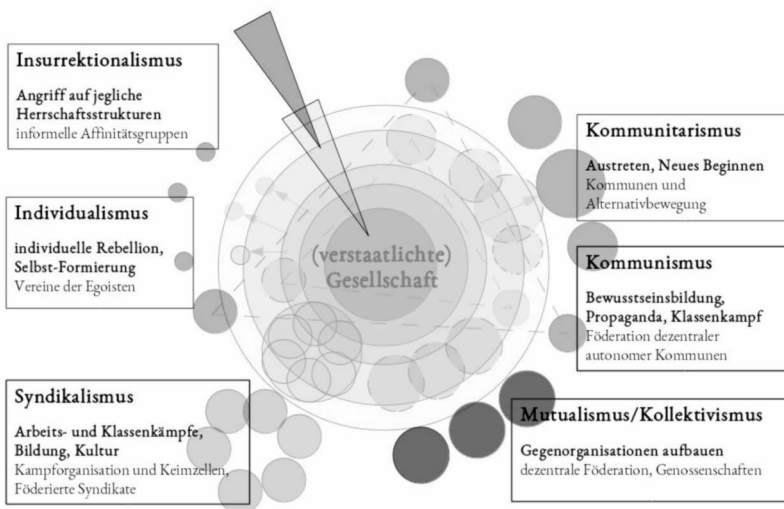 Insurrektionalismus
Angriff auf jegliche
Herrschaftsstrukturen
informelle Affinitätsgruppen
Individualismus
individuelle Rebellion,
Selbst-Formierung
Vereine der Egoisten
Syndikalismus
Arbeits- und Klassenkämpfe,
Bildung, Kultur
Kampforganisation und Keimzellen,
Föderierte Syndikate
(verstaatlichte)
Gesellschaft
Kommunitarismus
Austreten, Neues Beginnen
Kommunen und
Alternativbewegung
Kommunismus
Bewusstseinsbildung,
Propaganda, Klassenkampf
Föderation dezentraler
autonomer Kommunen
Mutualismus/Kollektivismus
Gegenorganisationen aufbauen
dezentrale Föderation, Genossenschaften